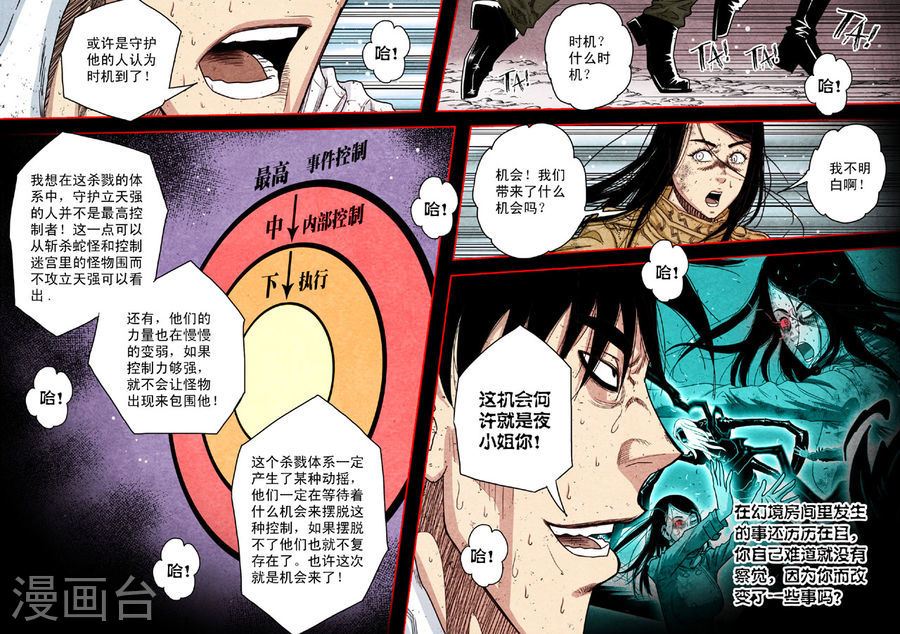 或许是守护
他的人认为
时机到了！
哈！
TA!
TA!
TA!
TA!
时机？
什么时
机？
哈！
我想在这杀戮的体
系中，守护立天强
的人并不是最高控
制者！这一点可以
从斩杀蛇怪和控制
迷宫里的怪物围而
不攻立天强可以看
出.
最高 事件控制
中 内部控制
下 执行
哈！
机会！我们
带来了什么
机会吗？
我不明
白啊！
还有，他们的
力量也在慢慢
的变弱，如果
控制力够强，
就不会让怪物
出现来包围他！
哈！
这个杀戮体系一定
产生了某种动摇，
他们一定在等待着
什么机会来摆脱这
种控制，如果摆脱
不了他们也就不复
存在了。也许这次
就是机会来了！
哈！
哈！
这机会何
许就是夜
小姐你！
哈！
在幻境房间里发生
的事还历历在目，
你自己难道就没有
察觉，因为你而改
变了一些事吗？
漫画台